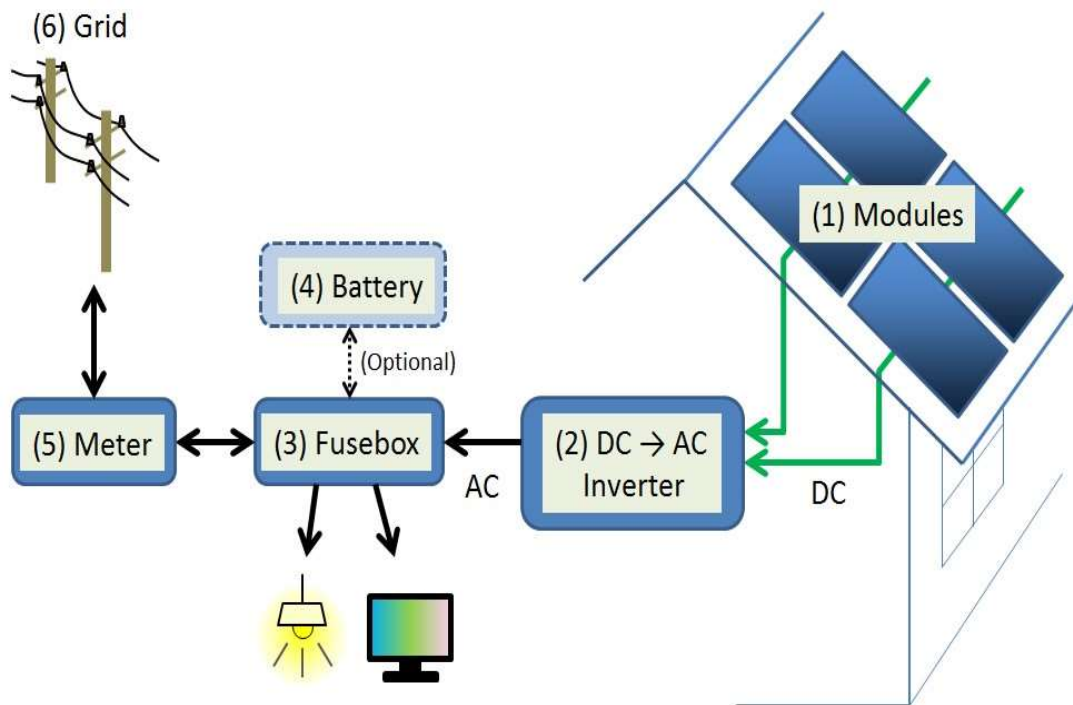 (6) Grid
(1) Modules
(4) Battery
(Optional)
(5) Meter
(3) Fusebox
(2) DC → AC
Inverter
AC
DC